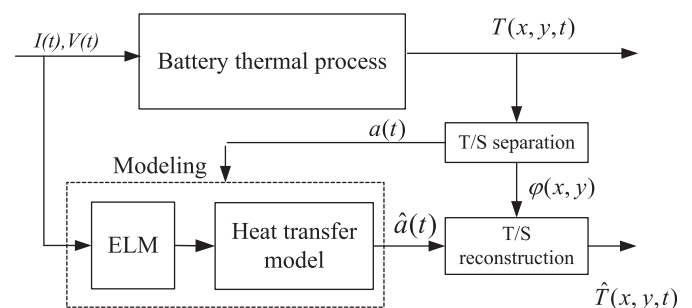 I(t),V(t)
Battery thermal process
T(x,y,t)
a(t)
T/S separation
Modeling
φ(x,y)
ELM
Heat transfer
model
â(t)
T/S
reconstruction
T̂(x,y,t)